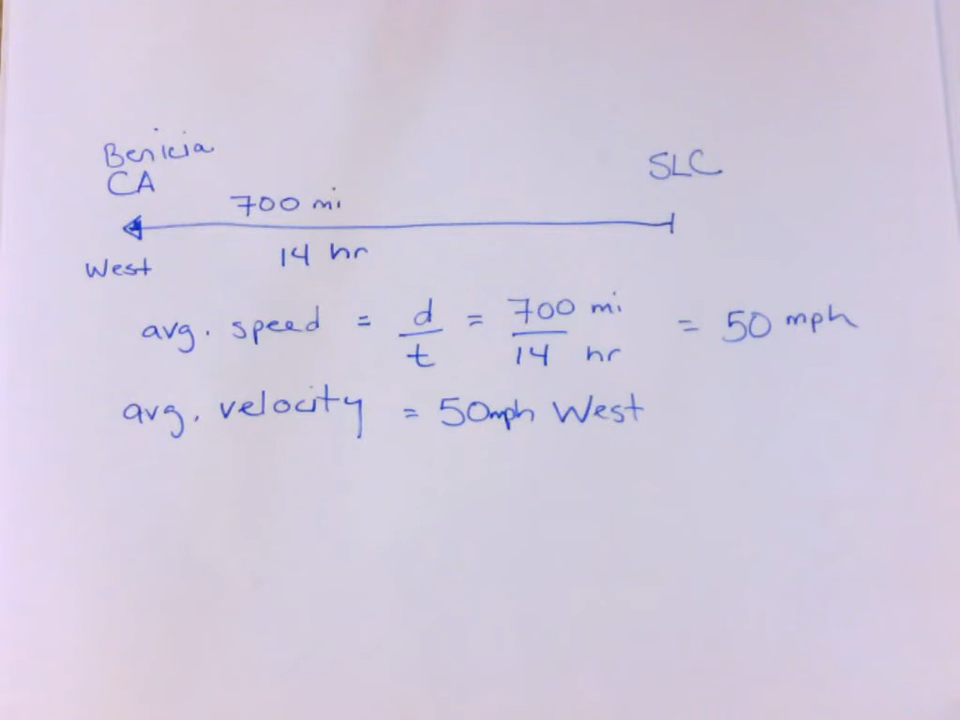 Benicia
CA
SLC
700 mi
14 hr
West
avg. speed = d/t = 700 mi/14 hr = 50 mph
avg. velocity = 50mph West